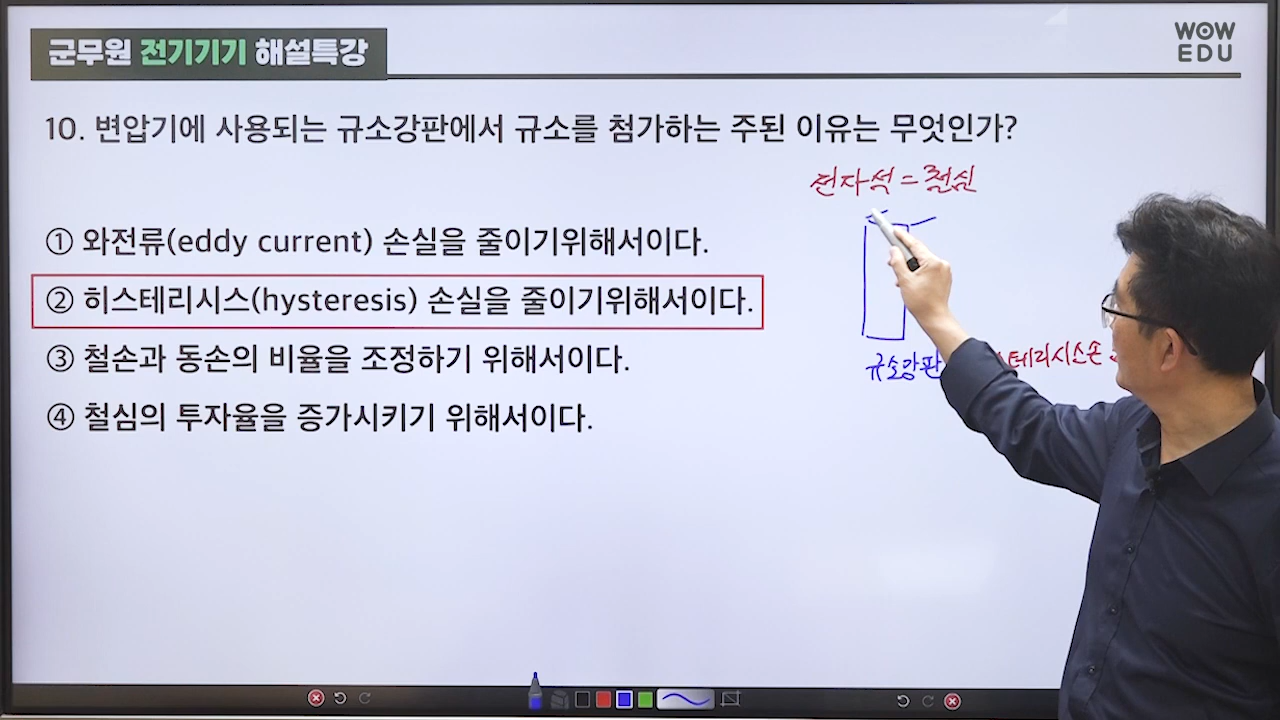 군무원 전기기기 해설특강
WOW
EDU
10. 변압기에 사용되는 규소강판에서 규소를 첨가하는 주된 이유는 무엇인가?
전자석 = 철심
① 와전류(eddy current) 손실을 줄이기위해서이다.
② 히스테리시스(hysteresis) 손실을 줄이기위해서이다.
③ 철손과 동손의 비율을 조정하기 위해서이다.
규소강판 테리시스손
④ 철심의 투자율을 증가시키기 위해서이다.